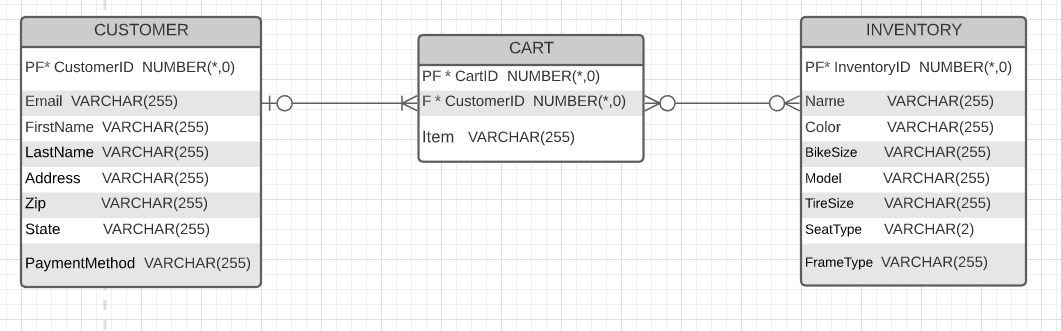 CUSTOMER
PF* CustomerID NUMBER(*,0)
Email VARCHAR(255)
FirstName VARCHAR(255)
LastName VARCHAR(255)
Address VARCHAR(255)
Zip VARCHAR(255)
State VARCHAR(255)
PaymentMethod VARCHAR(255)
CART
PF * CartID NUMBER(*,0)
F * CustomerID NUMBER(*,0)
Item VARCHAR(255)
INVENTORY
PF* InventoryID NUMBER(*,0)
Name VARCHAR(255)
Color VARCHAR(255)
BikeSize VARCHAR(255)
Model VARCHAR(255)
TireSize VARCHAR(255)
SeatType VARCHAR(2)
FrameType VARCHAR(255)